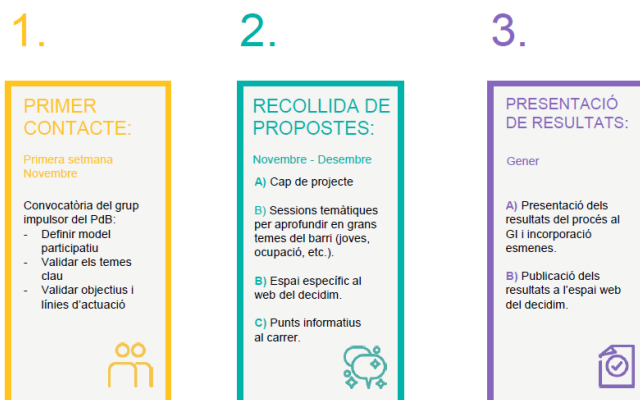 1.
PRIMER
CONTACTE:
Primera setmana
Novembre
Convocatòria del grup
impulsor del PdB:
- Definir model
participatiu
- Validar els temes
clau
- Validar objectius i
línies d'actuació
2.
RECOLLIDA DE
PROPOSTES:
Novembre - Desembre
A) Cap de projecte
B) Sessions temàtiques
per aprofundir en grans
temes del barri (joves,
ocupació, etc.).
B) Espai específic al
web del decidim.
C) Punts informatius
al carrer.
3.
PRESENTACIÓ
DE RESULTATS:
Gener
A) Presentació dels
resultats del procés al
GI i incorporació
esmenes.
B) Publicació dels
resultats a l'espai web
del decidim.